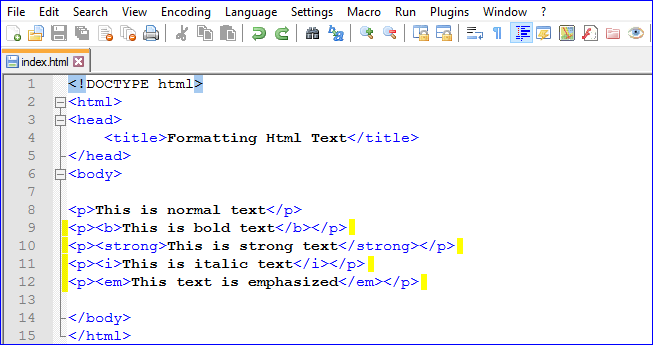 File Edit Search View Encoding Language Settings Macro Run Plugins Window ?
index.html
1 <!DOCTYPE html>
2 <html>
3 <head>
4     <title>Formatting Html Text</title>
5 </head>
6 <body>
7
8 <p>This is normal text</p>
9 <p><b>This is bold text</b></p>
10 <p><strong>This is strong text</strong></p>
11 <p><i>This is italic text</i></p>
12 <p><em>This text is emphasized</em></p>
13
14 </body>
15 </html>